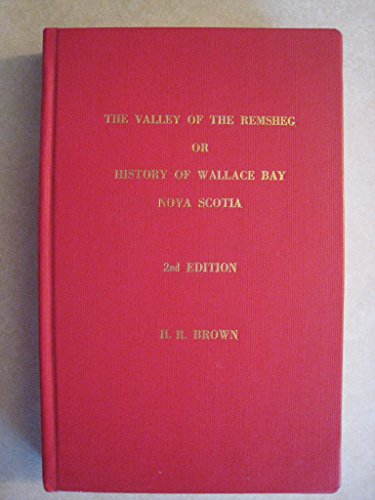 THE VALLEY OF THE REMSHEG
OR
HISTORY OF WALLACE BAY
NOVA SCOTIA
2nd EDITION
H. R. BROWN